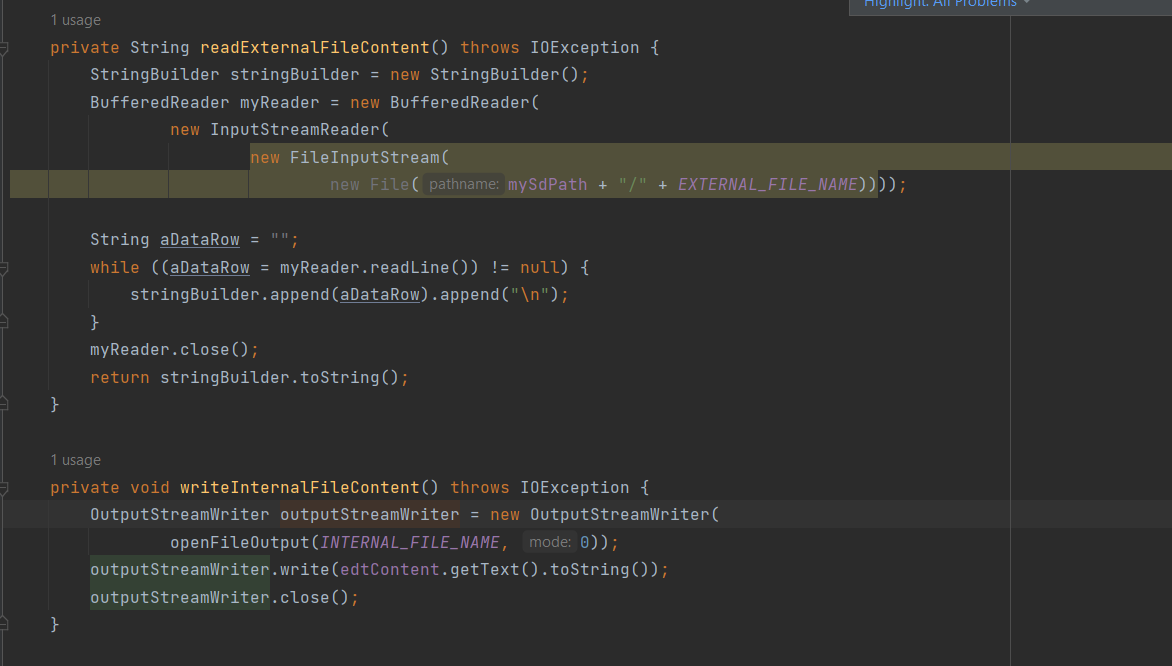 Highlight: All Problems
1 usage
private String readExternalFileContent() throws IOException {
StringBuilder stringBuilder = new StringBuilder();
BufferedReader myReader = new BufferedReader(
new InputStreamReader(
new FileInputStream(
new File( pathname: mySdPath + "/" + EXTERNAL_FILE_NAME))));
String aDataRow = "";
while ((aDataRow = myReader.readLine()) != null) {
stringBuilder.append(aDataRow).append("\n");
}
myReader.close();
return stringBuilder.toString();
}
1 usage
private void writeInternalFileContent() throws IOException {
OutputStreamWriter outputStreamWriter = new OutputStreamWriter(
openFileOutput(INTERNAL_FILE_NAME, mode: 0));
outputStreamWriter.write(edtContent.getText().toString());
outputStreamWriter.close();
}